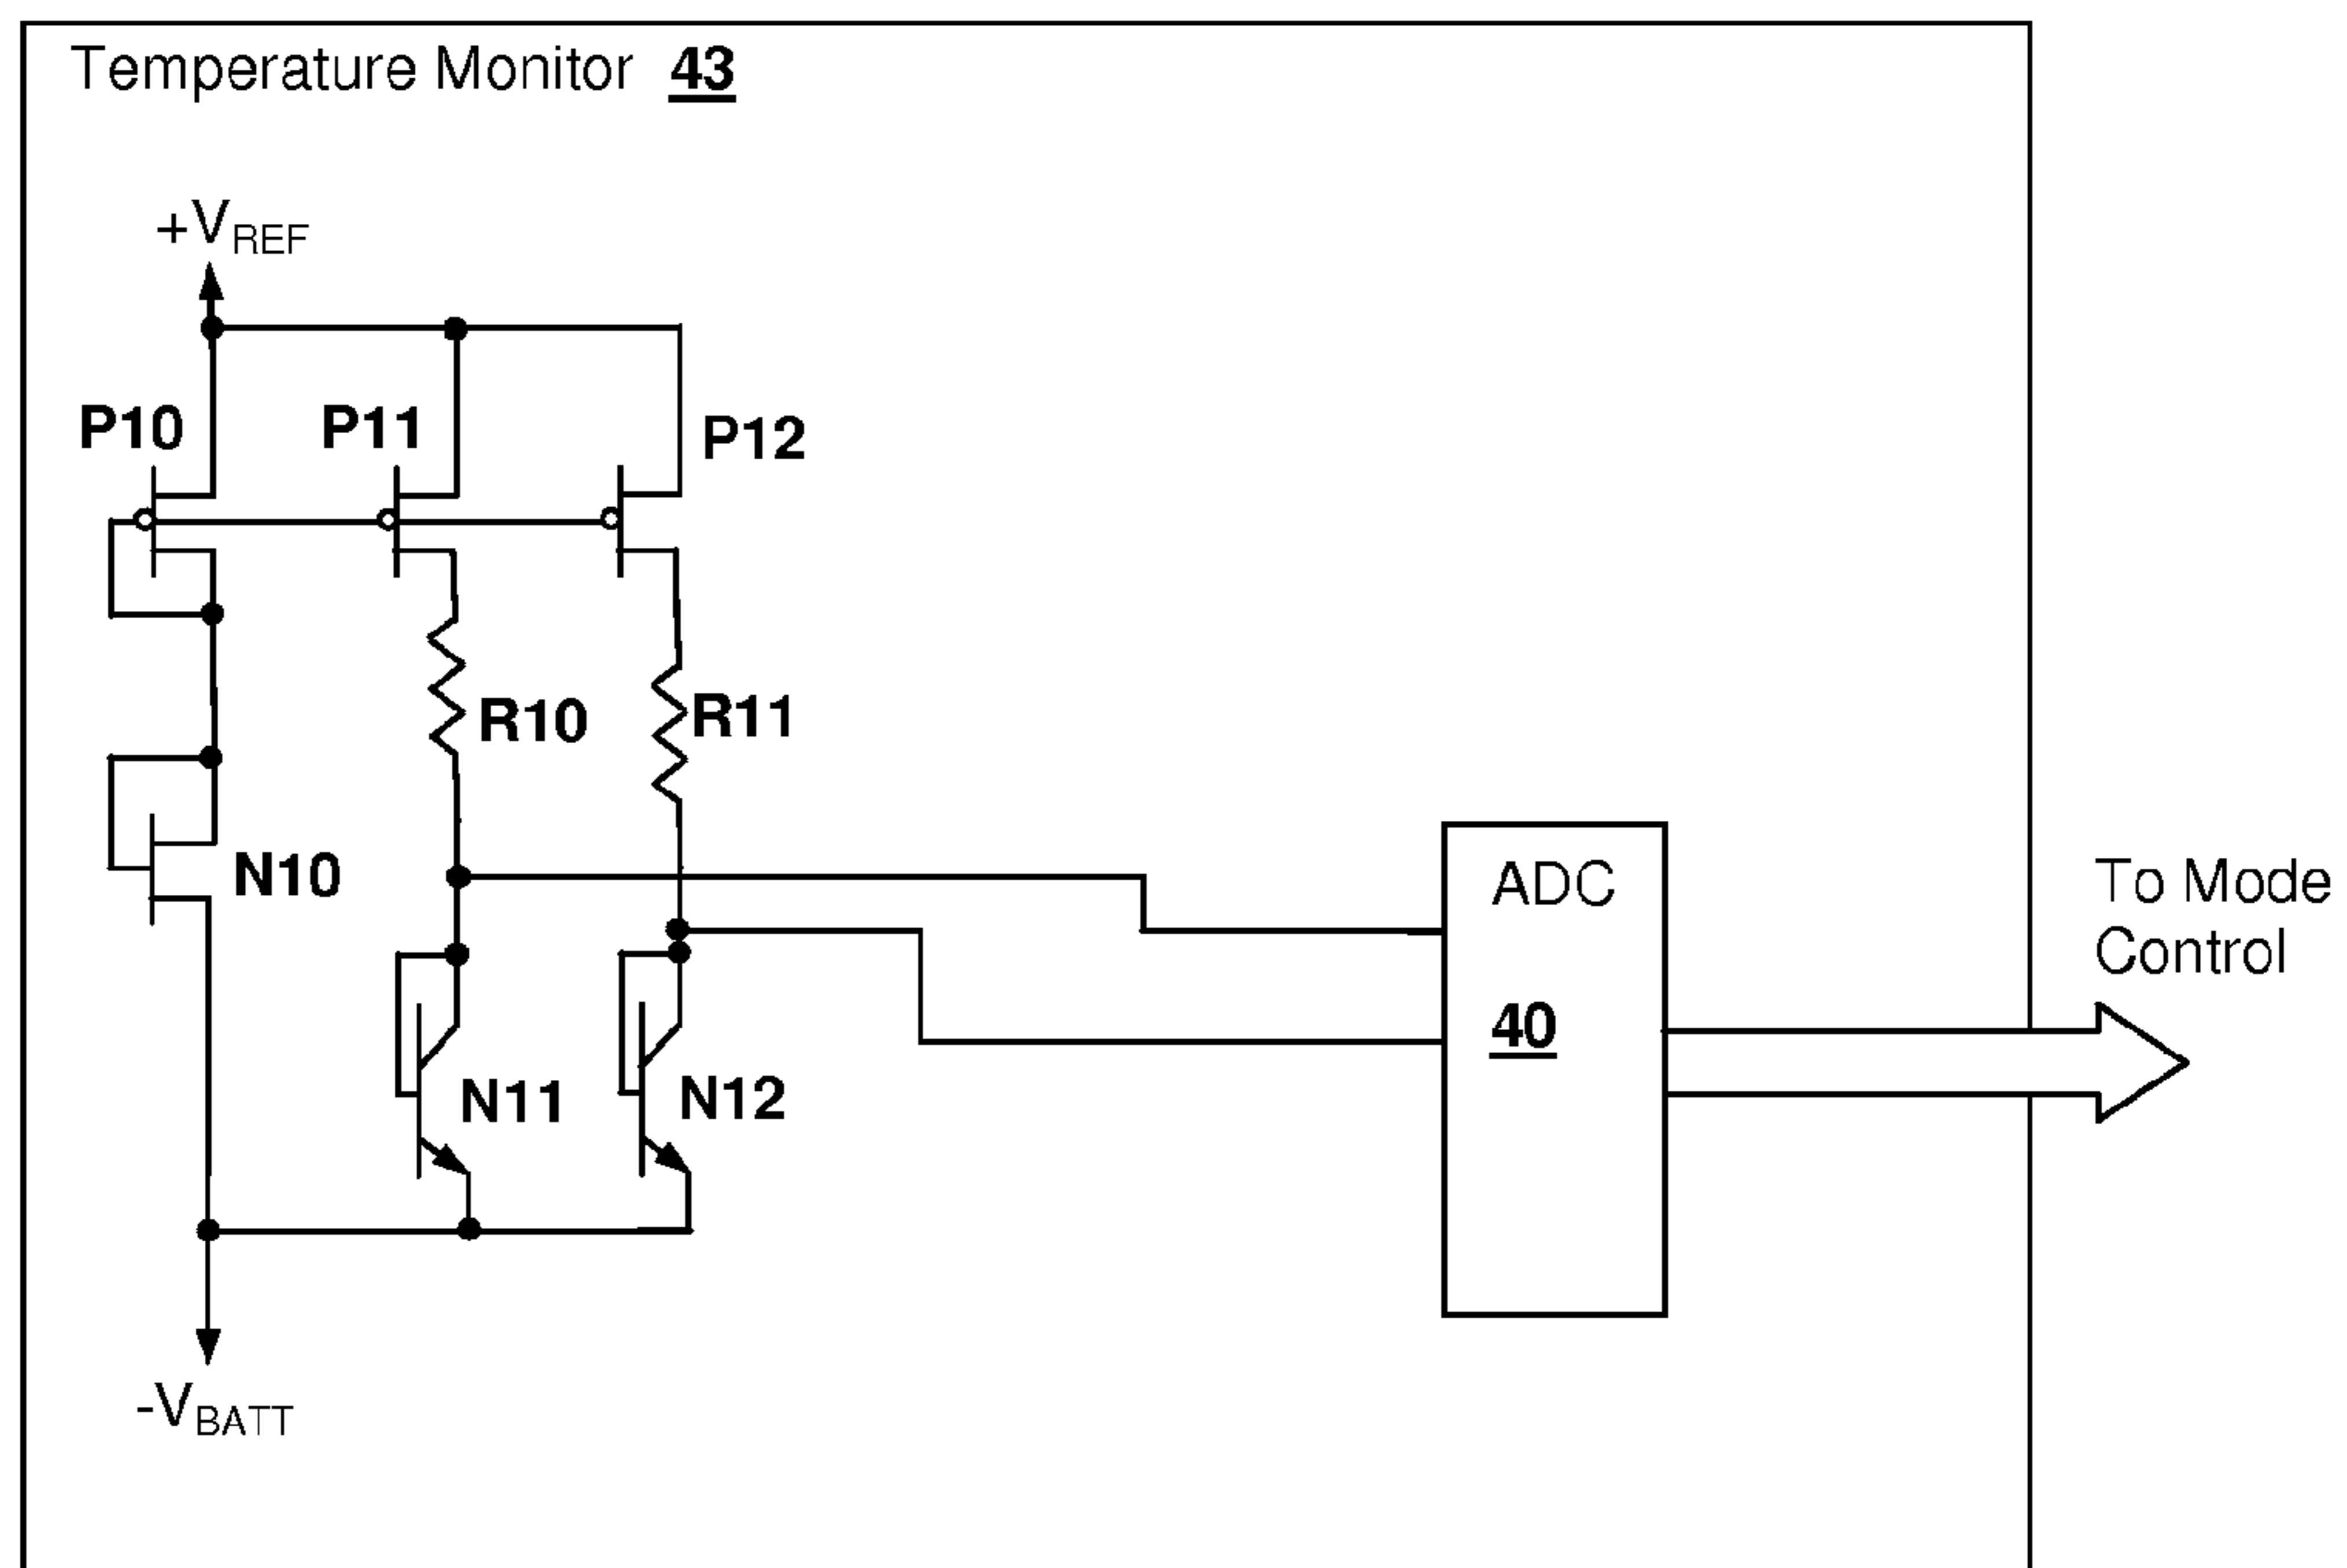 Temperature Monitor 43
+VREF
P10
P11
P12
R10
R11
N10
ADC
40
To Mode
Control
N11
N12
-VBATT